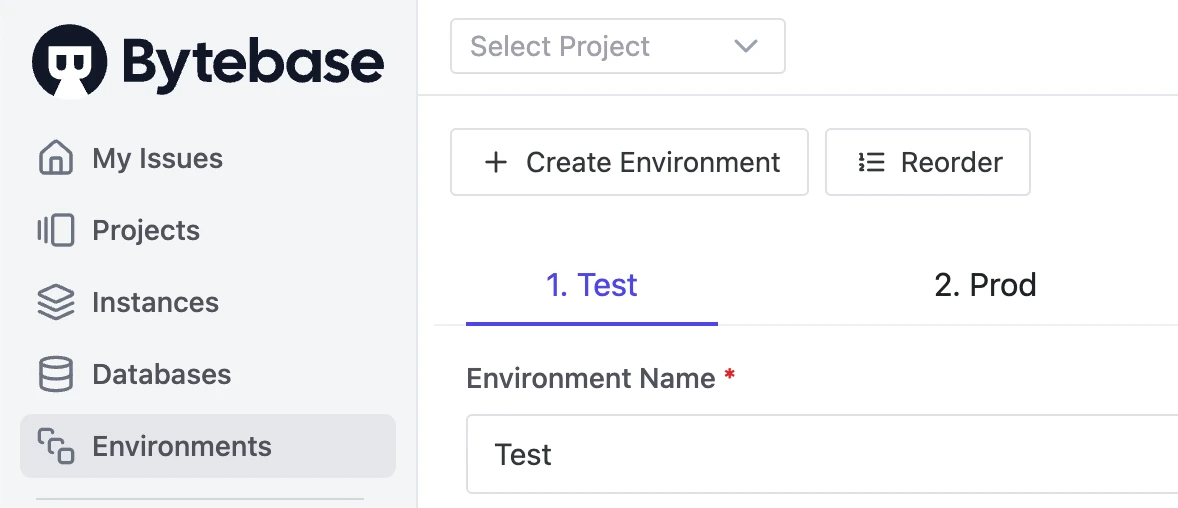 Bytebase
My Issues
Projects
Instances
Databases
Environments
Select Project
Create Environment
Reorder
1. Test
2. Prod
Environment Name *
Test